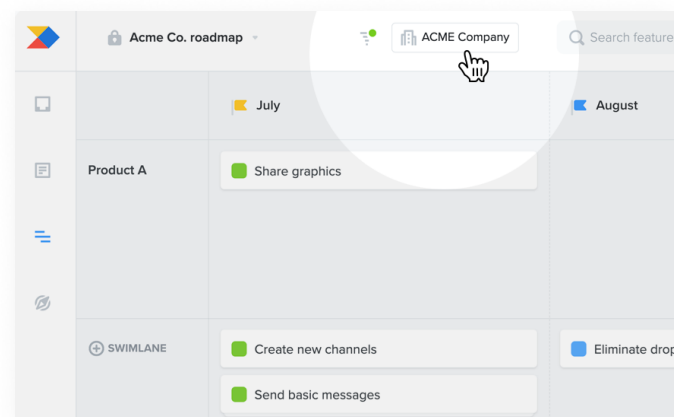 Acme Co. roadmap
ACME Company
Search feature
July
August
Product A
Share graphics
SWIMLANE
Create new channels
Eliminate drop
Send basic messages